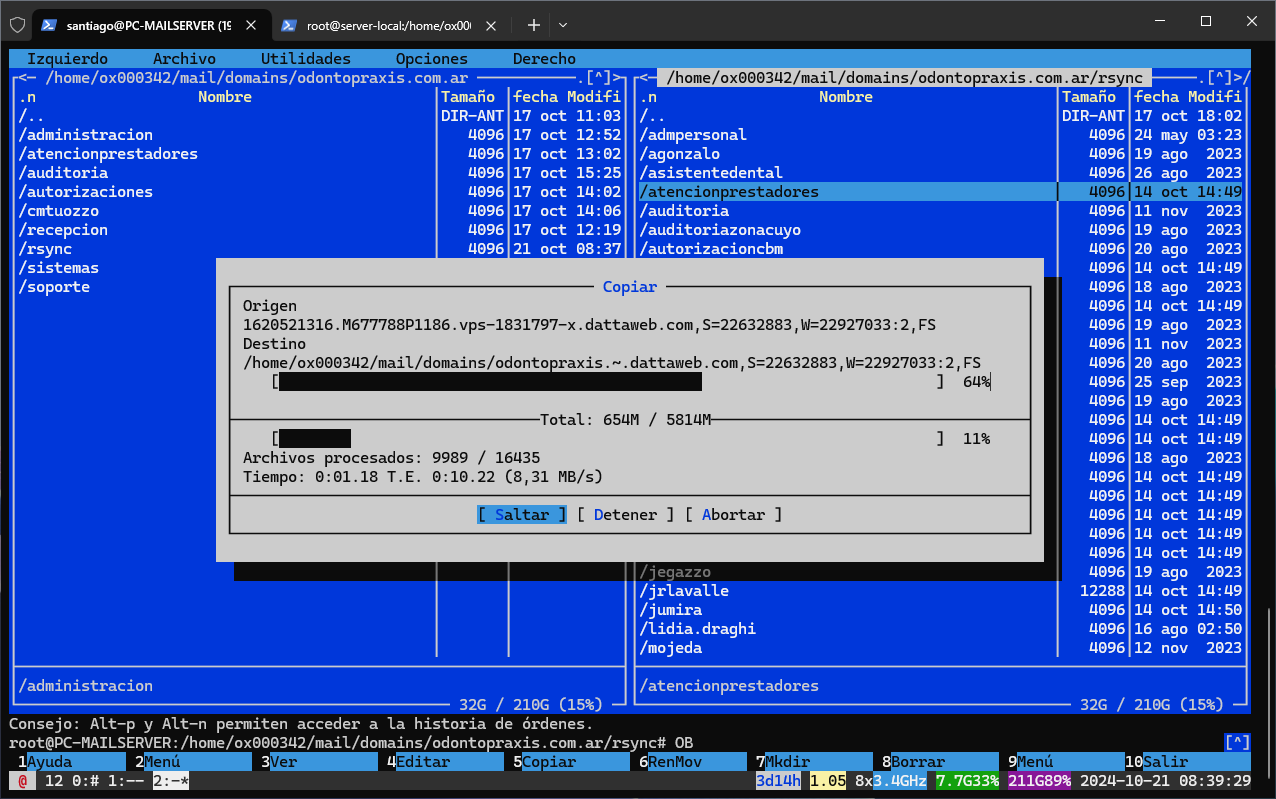 santiago@PC-MAILSERVER (19
root@server-local:/home/ox00
Izquierdo Archivo Utilidades Opciones Derecho
<─ /home/ox000342/mail/domains/odontopraxis.com.ar ─.[^]>
<─ /home/ox000342/mail/domains/odontopraxis.com.ar/rsync ─.[^]>/
.n Nombre Tamaño fecha Modifi .n Nombre Tamaño fecha Modifi
/.. DIR-ANT 17 oct 11:03 /.. DIR-ANT 17 oct 18:02
/administracion 4096 17 oct 12:52 /admpersonal 4096 24 may 03:23
/atencionprestadores 4096 17 oct 13:02 /agonzalo 4096 19 ago 2023
/auditoria 4096 17 oct 15:25 /asistentedental 4096 26 ago 2023
/autorizaciones 4096 17 oct 14:02 /atencionprestadores 4096 14 oct 14:49
/cmtuozzo 4096 17 oct 14:06 /auditoria 4096 11 nov 2023
/recepcion 4096 17 oct 12:19 /auditoriazonacuyo 4096 19 ago 2023
/rsync 4096 21 oct 08:37 /autorizacioncbm 4096 20 ago 2023
/sistemas 4096 14 oct 14:49
/soporte 4096 18 ago 2023
Copiar
Origen 4096 14 oct 14:49
1620521316.M677788P1186.vps-1831797-x.dattaweb.com,S=22632883,W=22927033:2,FS 4096 19 ago 2023
Destino 4096 11 nov 2023
/home/ox000342/mail/domains/odontopraxis.~.dattaweb.com,S=22632883,W=22927033:2,FS 4096 20 ago 2023
[ ] 64% 4096 25 sep 2023
4096 19 ago 2023
Total: 654M / 5814M 4096 14 oct 14:49
[ ] 11% 4096 14 oct 14:49
Archivos procesados: 9989 / 16435 4096 18 ago 2023
Tiempo: 0:01.18 T.E. 0:10.22 (8,31 MB/s) 4096 14 oct 14:49
4096 14 oct 14:49
[ Saltar ] [ Detener ] [ Abortar ] 4096 14 oct 14:49
4096 14 oct 14:49
4096 14 oct 14:49
/jegazzo 4096 19 ago 2023
/jrlavalle 12288 14 oct 14:49
/jumira 4096 14 oct 14:50
/lidia.draghi 4096 16 ago 02:50
/mojeda 4096 12 nov 2023
/administracion /atencionprestadores
32G / 210G (15%) 32G / 210G (15%)
Consejo: Alt-p y Alt-n permiten acceder a la historia de órdenes.
root@PC-MAILSERVER:/home/ox000342/mail/domains/odontopraxis.com.ar/rsync# OB [^]
1Ayuda 2Menú 3Ver 4Editar 5Copiar 6RenMov 7Mkdir 8Borrar 9Menú 10Salir
@ 12 0:# 1:-- 2:-* 3d14h 1.05 8x3.4GHz 7.7G33% 211G89% 2024-10-21 08:39:29